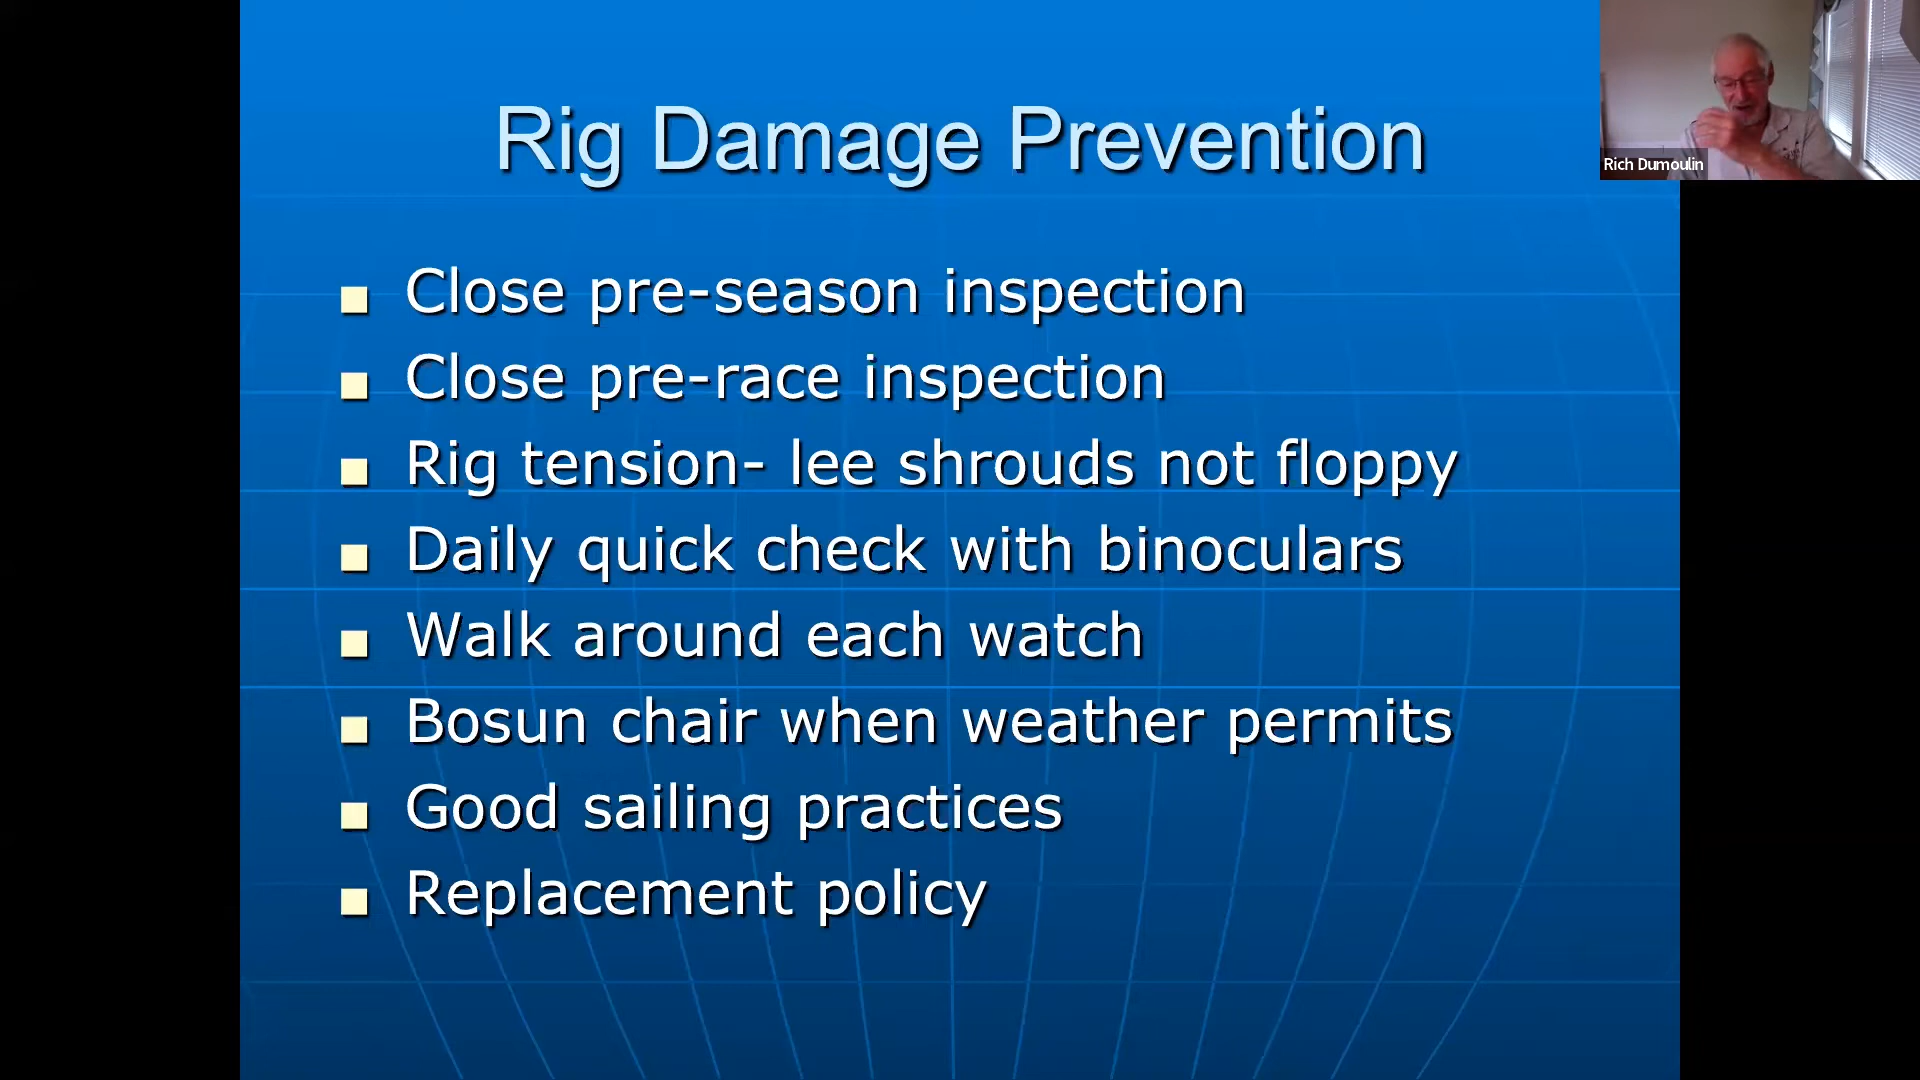 Rig Damage Prevention
Rich Dumoulin
Close pre-season inspection
Close pre-race inspection
Rig tension- lee shrouds not floppy
Daily quick check with binoculars
Walk around each watch
Bosun chair when weather permits
Good sailing practices
Replacement policy